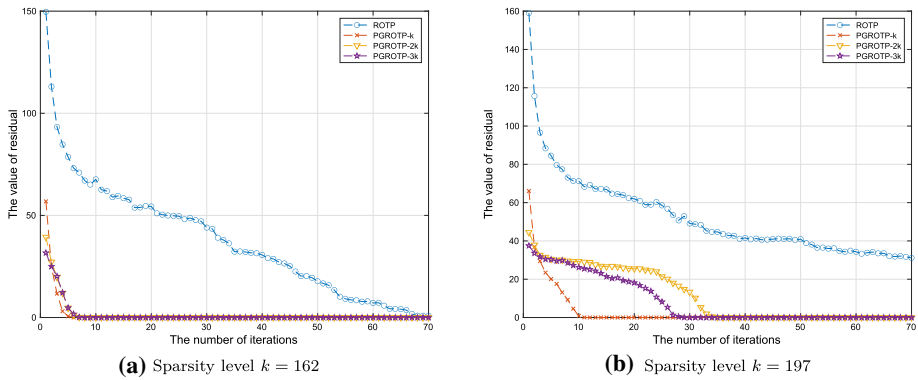 150
100
50
0
The value of residual
0 10 20 30 40 50 60 70
The number of iterations
ROTP
PGROTP-k
PGROTP-2k
PGROTP-3k
(a) Sparsity level k = 162
160
140
120
100
80
60
40
20
0
The value of residual
0 10 20 30 40 50 60 70
The number of iterations
ROTP
PGROTP-k
PGROTP-2k
PGROTP-3k
(b) Sparsity level k = 197